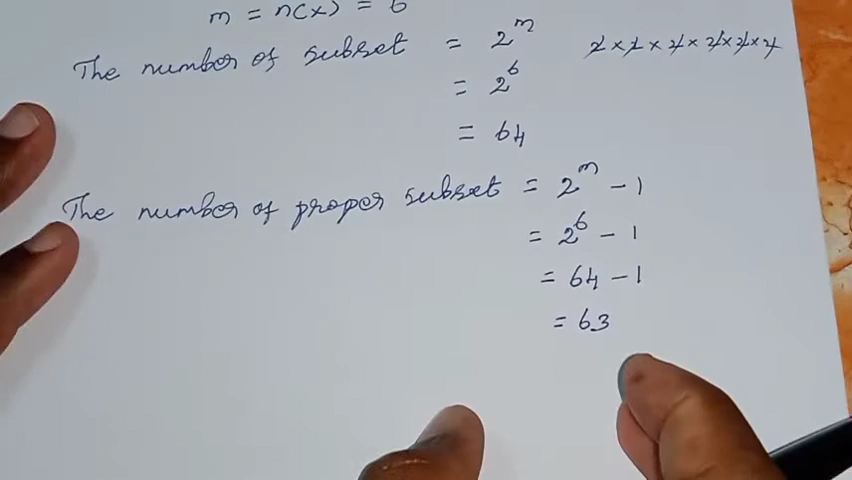 m = n(x) = 6
The number of subset = 2^m 2×2×2×2×2×2
= 2^6
= 64
The number of proper subset = 2^m - 1
= 2^6 - 1
= 64 - 1
= 63